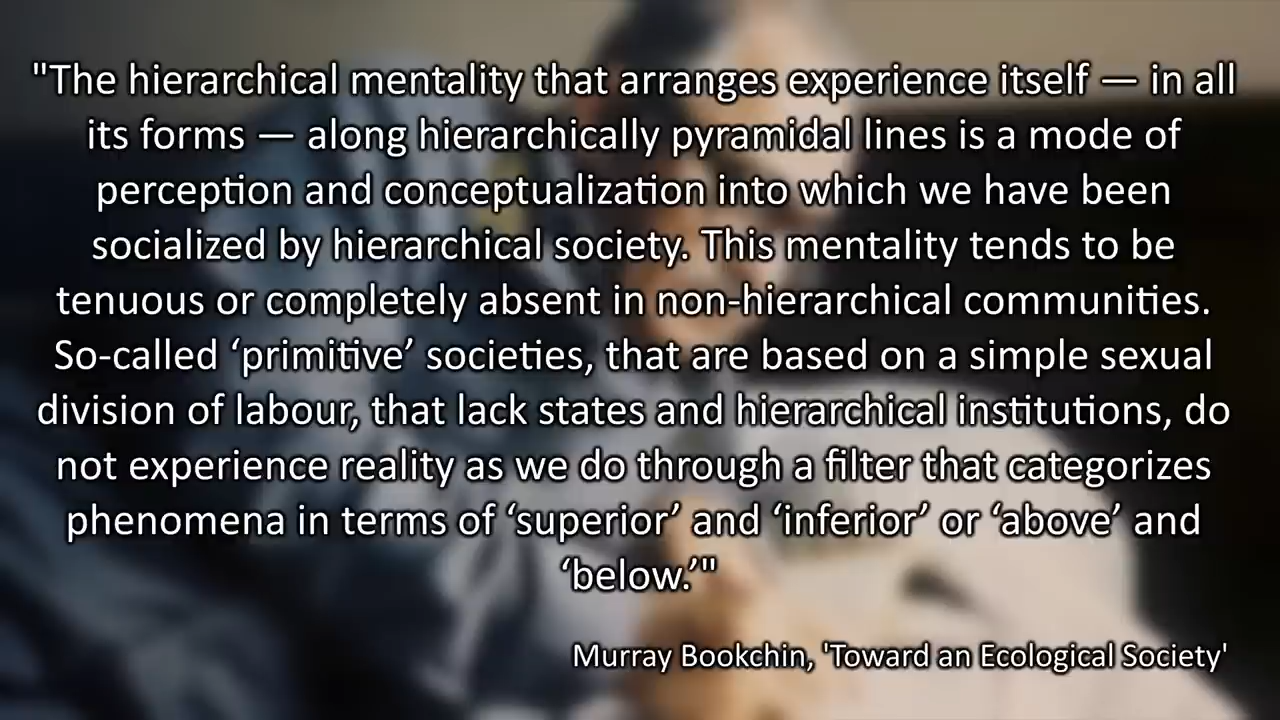 "The hierarchical mentality that arranges experience itself — in all
its forms — along hierarchically pyramidal lines is a mode of
perception and conceptualization into which we have been
socialized by hierarchical society. This mentality tends to be
tenuous or completely absent in non-hierarchical communities.
So-called ‘primitive’ societies, that are based on a simple sexual
division of labour, that lack states and hierarchical institutions, do
not experience reality as we do through a filter that categorizes
phenomena in terms of ‘superior’ and ‘inferior’ or ‘above’ and
‘below.’"
Murray Bookchin, 'Toward an Ecological Society'